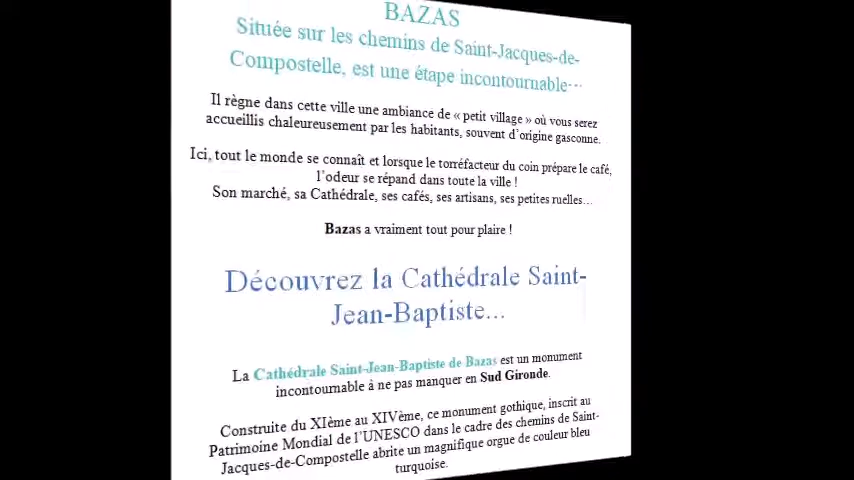 BAZAS
Située sur les chemins de Saint-Jacques-de-
Compostelle, est une étape incontournable…
Il règne dans cette ville une ambiance de « petit village » où vous serez
accueillis chaleureusement par les habitants, souvent d'origine gasconne.
Ici, tout le monde se connaît et lorsque le torréfacteur du coin prépare le café,
l'odeur se répand dans toute la ville !
Son marché, sa Cathédrale, ses cafés, ses artisans, ses petites ruelles…
Bazas a vraiment tout pour plaire !
Découvrez la Cathédrale Saint-
Jean-Baptiste...
La Cathédrale Saint-Jean-Baptiste de Bazas est un monument
incontournable à ne pas manquer en Sud Gironde.
Construite du XIème au XIVème, ce monument gothique, inscrit au
Patrimoine Mondial de l'UNESCO dans le cadre des chemins de Saint-
Jacques-de-Compostelle abrite un magnifique orgue de couleur bleu
turquoise.